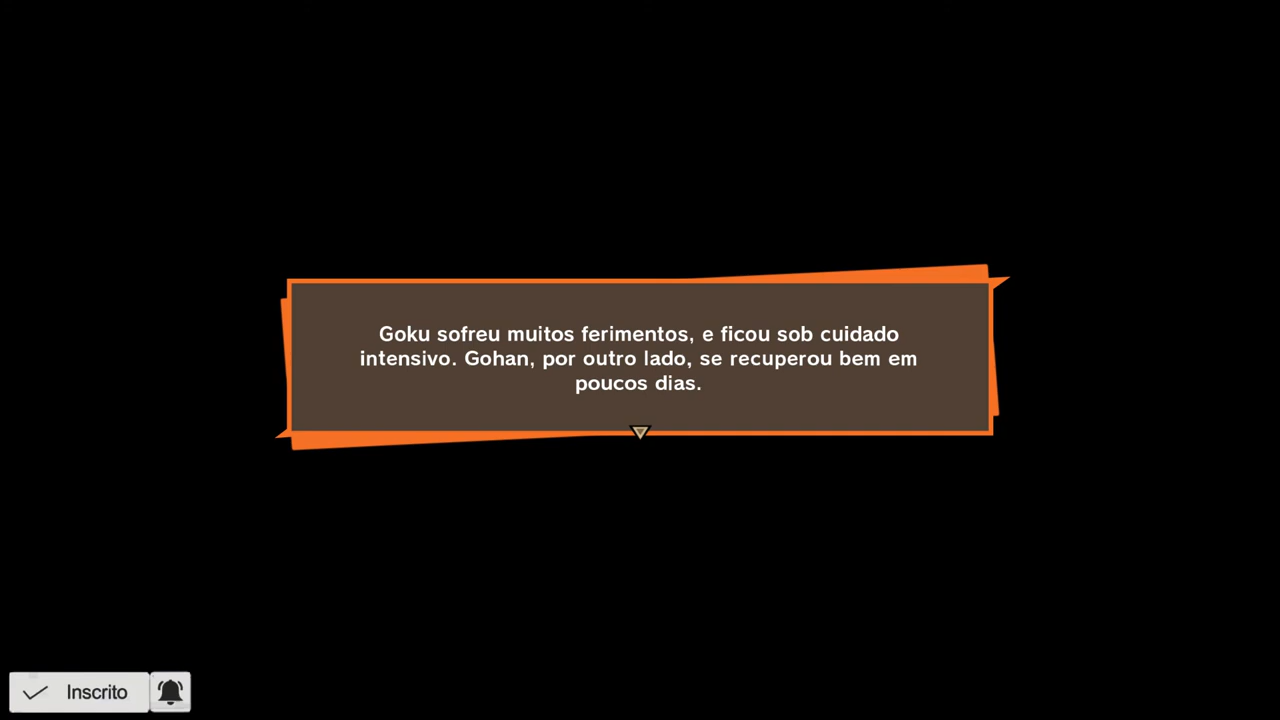 Goku sofreu muitos ferimentos, e ficou sob cuidado
intensivo. Gohan, por outro lado, se recuperou bem em
poucos dias.
Inscrito